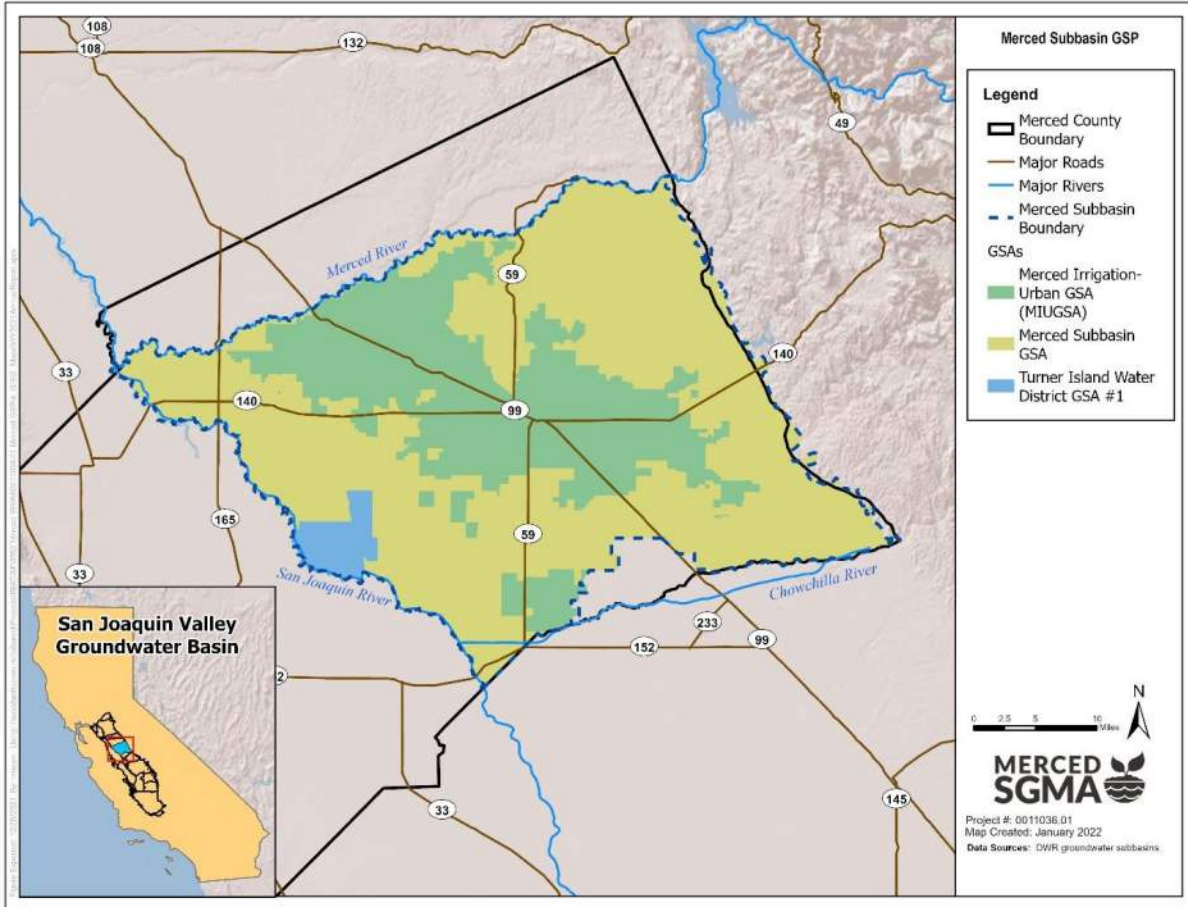 Merced Subbasin GSP
Legend
Merced County
Boundary
Major Roads
Major Rivers
Merced Subbasin
Boundary
GSAs
Merced Irrigation-
Urban GSA
(MIUGSA)
Merced Subbasin
GSA
Turner Island Water
District GSA #1
108
108
132
49
Merced River
59
140
33
140
99
165
59
33
San Joaquin River
Chowchilla River
233
152
99
2
33
145
San Joaquin Valley
Groundwater Basin
N
0 2.5 5 10
Miles
MERCED
SGMA
Project #: 0011036.01
Map Created: January 2022
Data Sources: DWR groundwater subbasins